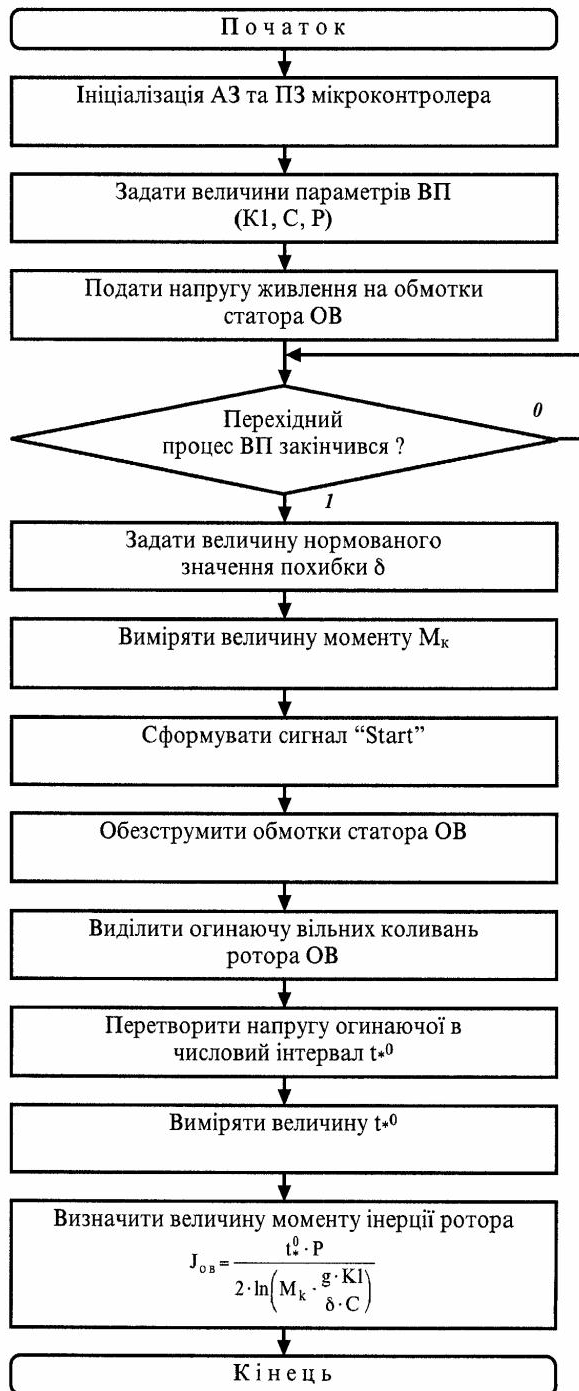 Початок
Ініціалізація АЗ та ПЗ мікроконтролера
Задати величини параметрів ВП
(K1, C, P)
Подати напругу живлення на обмотки
статора ОВ
Перехідний
процес ВП закінчився ?
0
1
Задати величину нормованого
значення похибки δ
Виміряти величину моменту Mк
Сформувати сигнал “Start”
Обезструмити обмотки статора ОВ
Виділити огинаючу вільних коливань
ротора ОВ
Перетворити напругу огинаючої в
числовий інтервал t*⁰
Виміряти величину t*⁰
Визначити величину моменту інерції ротора
J ов = t*⁰ · P / 2 · ln(Mk · g · K1 / δ · C)
Кінець